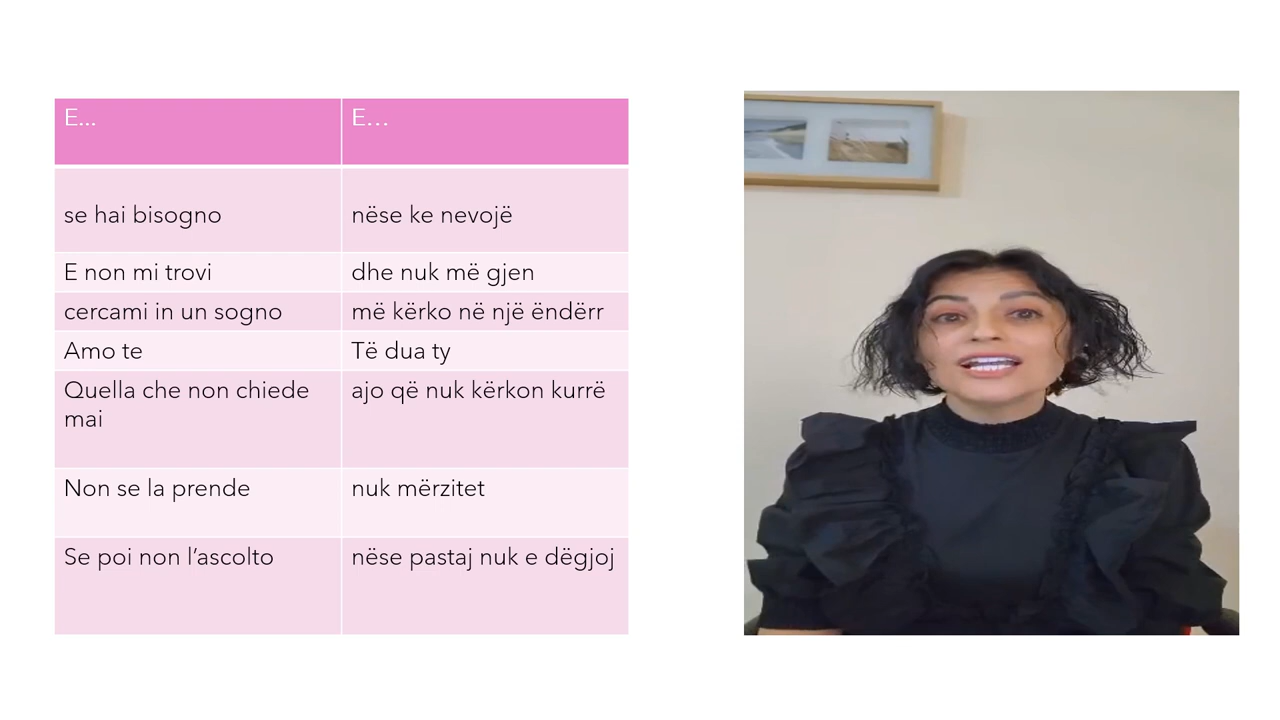 E...
E...
se hai bisogno
nëse ke nevojë
E non mi trovi
dhe nuk më gjen
cercami in un sogno
më kërko në një ëndërr
Amo te
Të dua ty
Quella che non chiede
mai
ajo që nuk kërkon kurrë
Non se la prende
nuk mërzitet
Se poi non l’ascolto
nëse pastaj nuk e dëgjoj